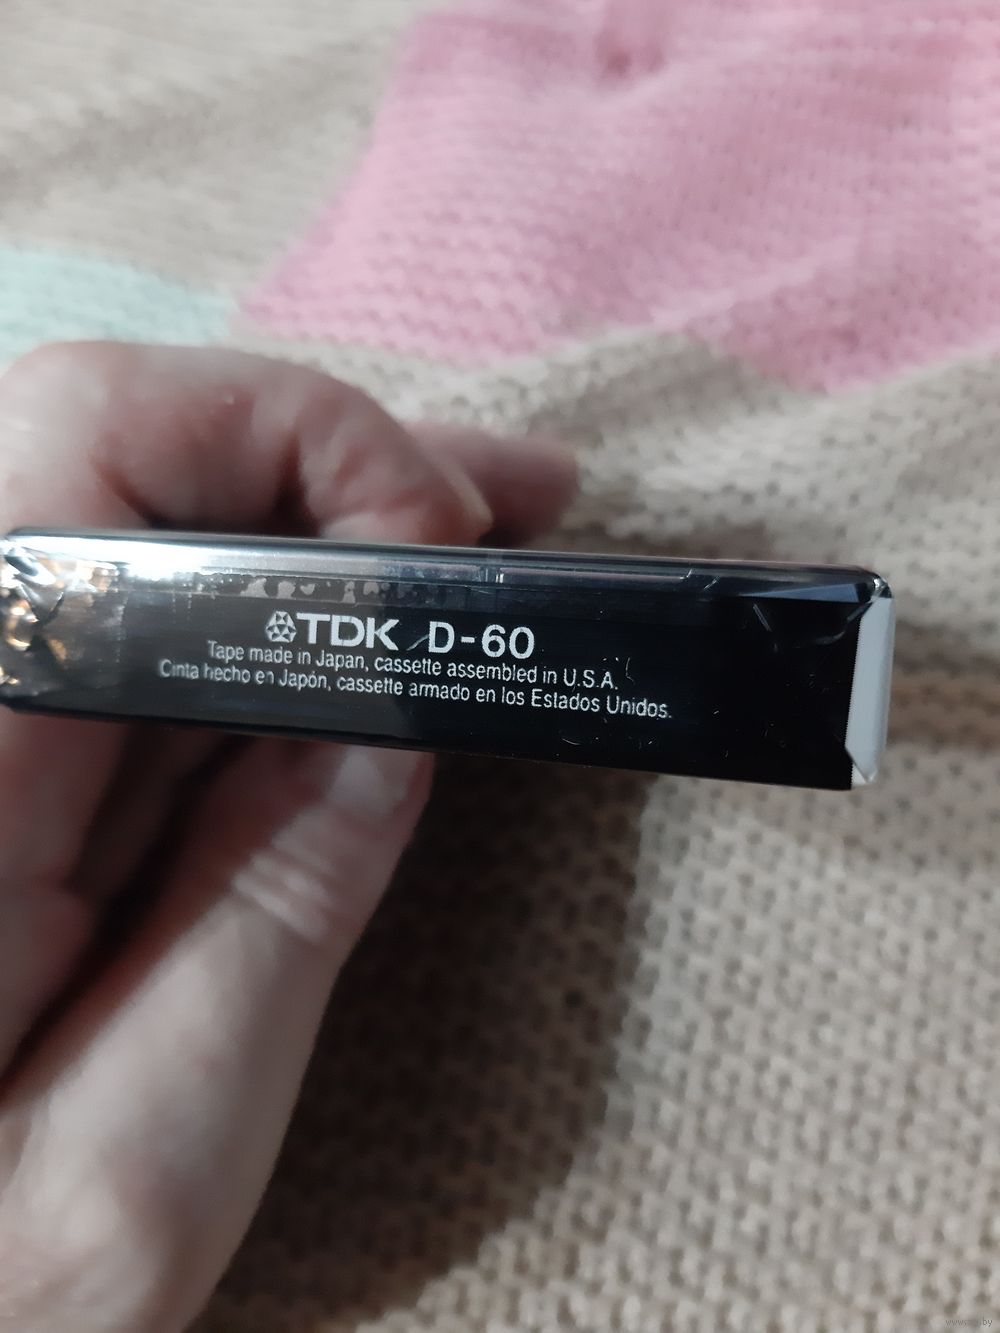 TDK D-60
Tape made in Japan, cassette assembled in U.S.A.
Cinta hecho en Japón, cassette armado en los Estados Unidos.